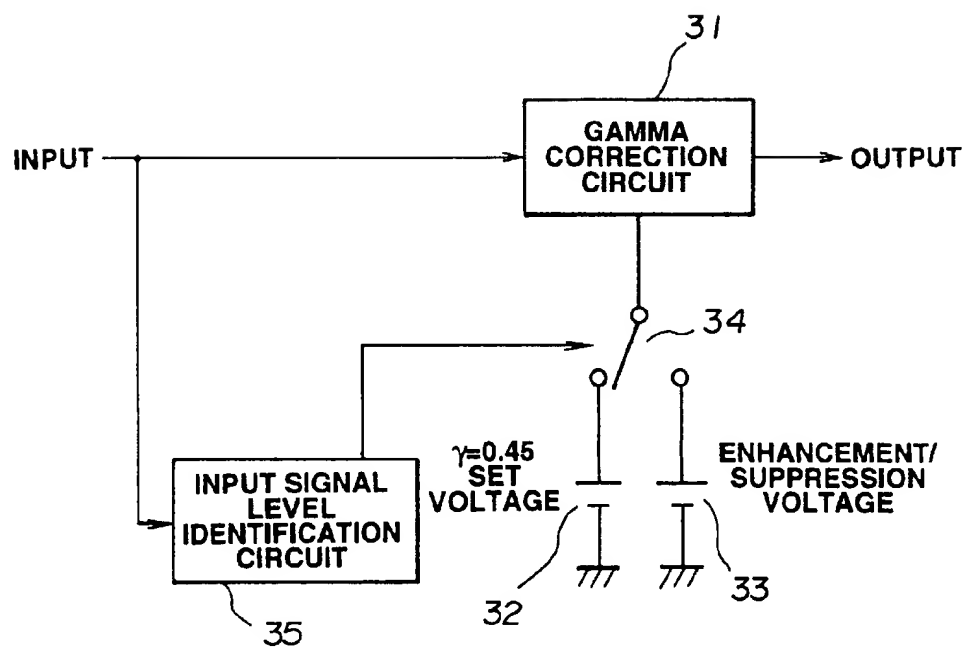 31
GAMMA
CORRECTION
CIRCUIT
INPUT
OUTPUT
34
γ=0.45
SET
VOLTAGE
ENHANCEMENT/
SUPPRESSION
VOLTAGE
INPUT SIGNAL
LEVEL
IDENTIFICATION
CIRCUIT
32
33
35